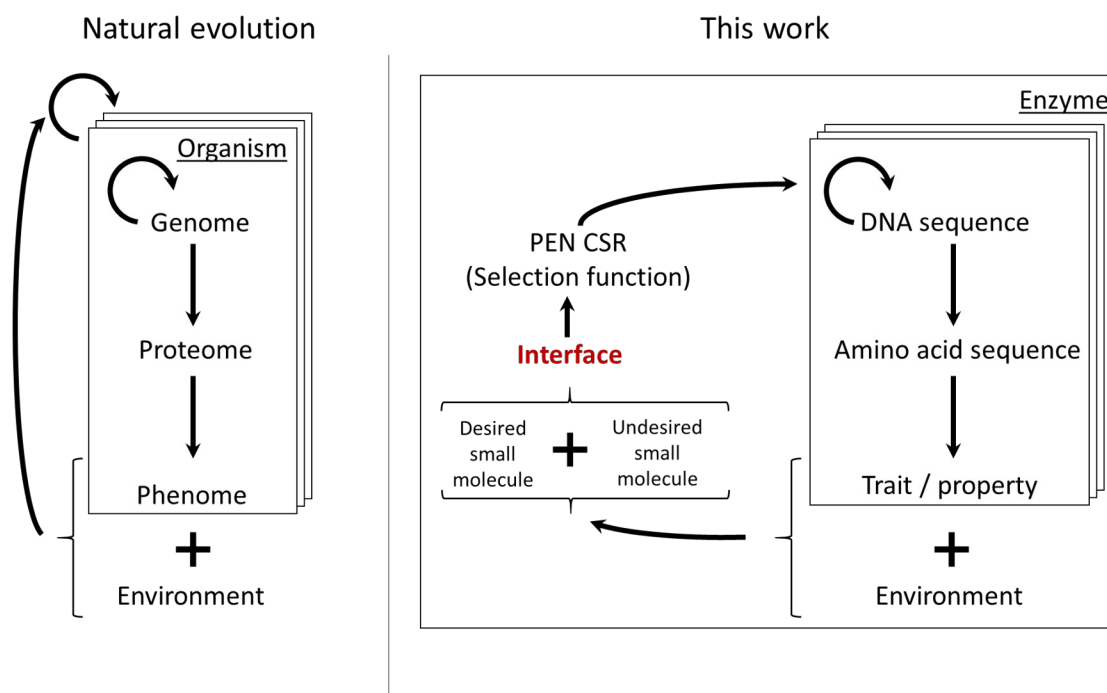 Natural evolution
Organism
Genome
Proteome
Phenome
+
Environment
This work
Enzyme
PEN CSR
(Selection function)
Interface
Desired
small
molecule
+
Undesired
small
molecule
DNA sequence
Amino acid sequence
Trait / property
+
Environment